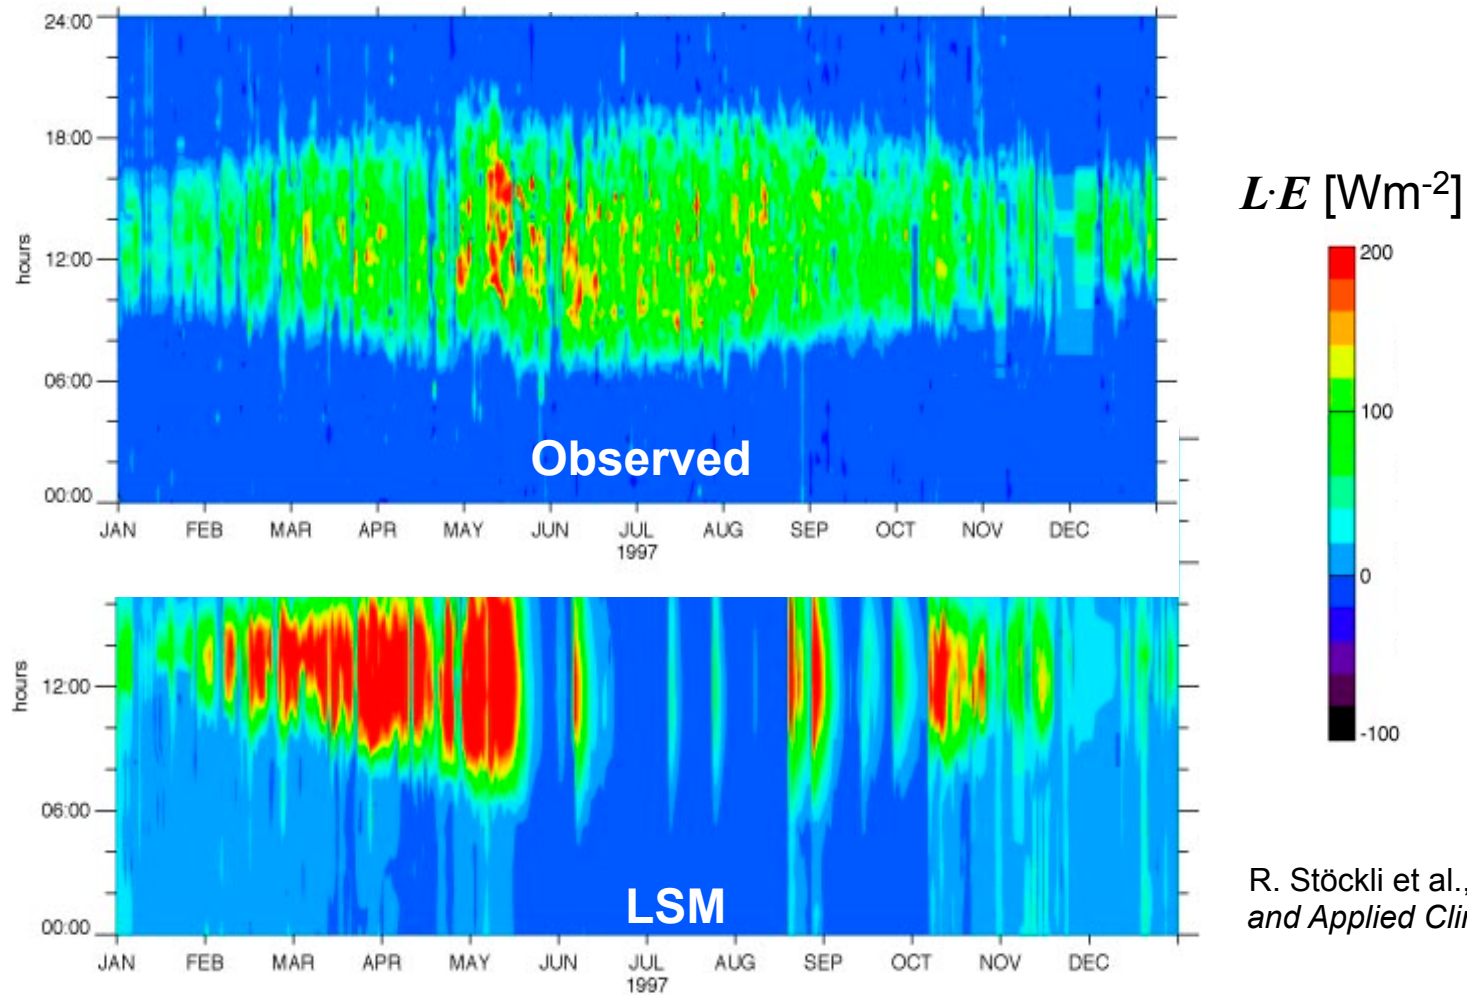 24:00
18:00
12:00
06:00
00:00
hours
Observed
JAN FEB MAR APR MAY JUN JUL AUG SEP OCT NOV DEC
1997
12:00
06:00
00:00
hours
LSM
JAN FEB MAR APR MAY JUN JUL AUG SEP OCT NOV DEC
1997
L·E [Wm-2]
200
100
0
-100
R. Stöckli et al.,
and Applied Clin